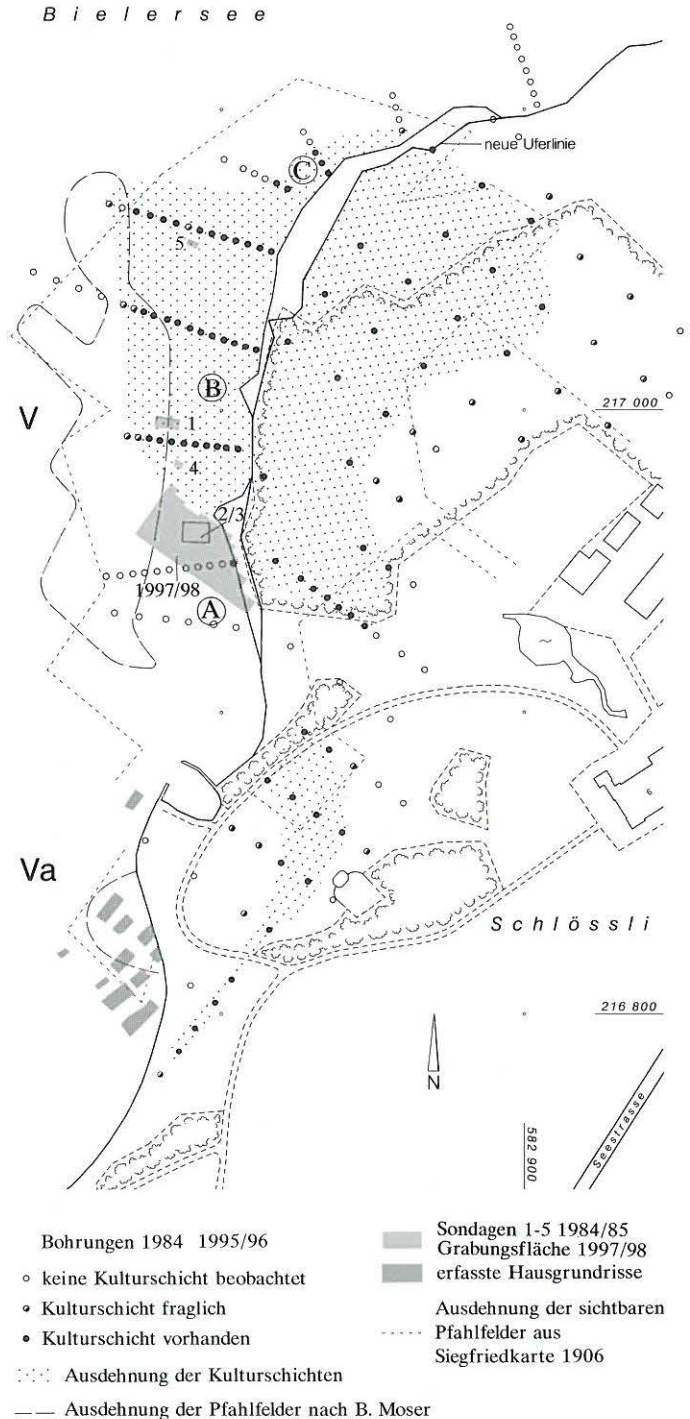 Bielersee
C
neue Uferlinie
5
B
217 000
V
1
4
2/3
1997/98
A
Va
Schlössli
216 800
N
582 900
Seestrasse
Bohrungen 1984 1995/96
keine Kulturschicht beobachtet
Kulturschicht fraglich
Kulturschicht vorhanden
Ausdehnung der Kulturschichten
Ausdehnung der Pfahlfelder nach B. Moser
Sondagen 1-5 1984/85
Grabungsfläche 1997/98
erfasste Hausgrundrisse
Ausdehnung der sichtbaren
Pfahlfelder aus
Siegfriedkarte 1906